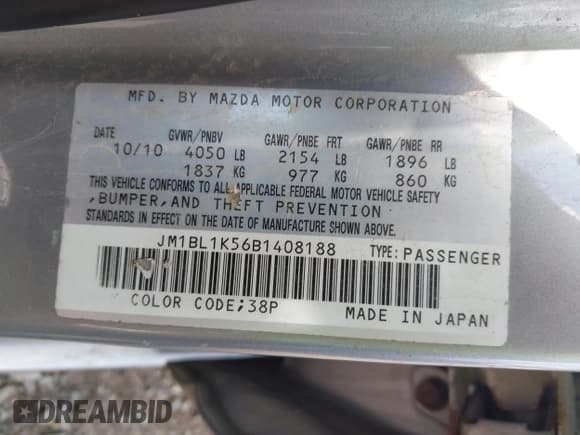 MFD. BY MAZDA MOTOR CORPORATION
DATE GVWR/PNBV GAWR/PNBE FRT GAWR/PNBE RR
10/10 4050 LB 2154 LB 1896 LB
1837 KG 977 KG 860 KG
THIS VEHICLE CONFORMS TO ALL APPLICABLE FEDERAL MOTOR VEHICLE SAFETY
,BUMPER,AND THEFT PREVENTION
STANDARDS IN EFFECT ON THE DATE OF MANUFACTURE SHOWN ABOVE.
JM1BL1K56B1408188 TYPE: PASSENGER
COLOR CODE;38P MADE IN JAPAN
DREAMBID